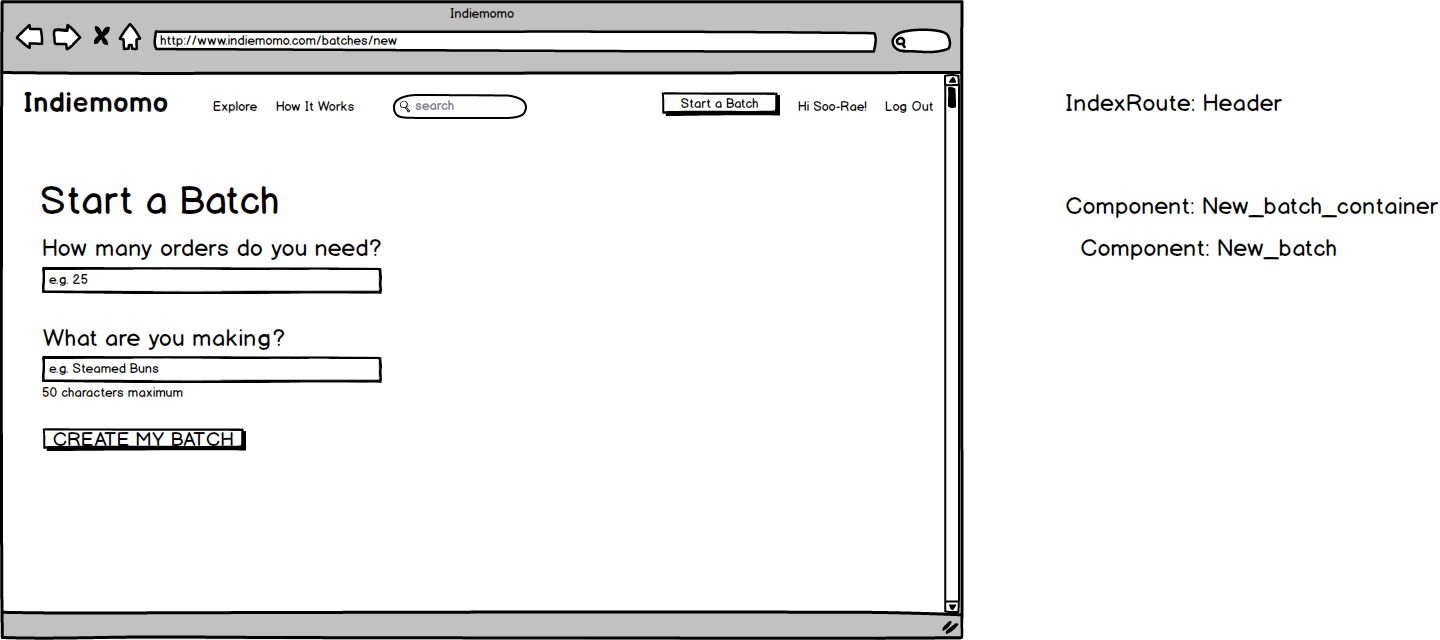 Indiemomo
http://www.indiemomo.com/batches/new
Indiemomo Explore How It Works search Start a Batch Hi Soo-Rae! Log Out
IndexRoute: Header
Start a Batch
Component: New_batch_container
How many orders do you need?
Component: New_batch
e.g. 25
What are you making?
e.g. Steamed Buns
50 characters maximum
CREATE MY BATCH